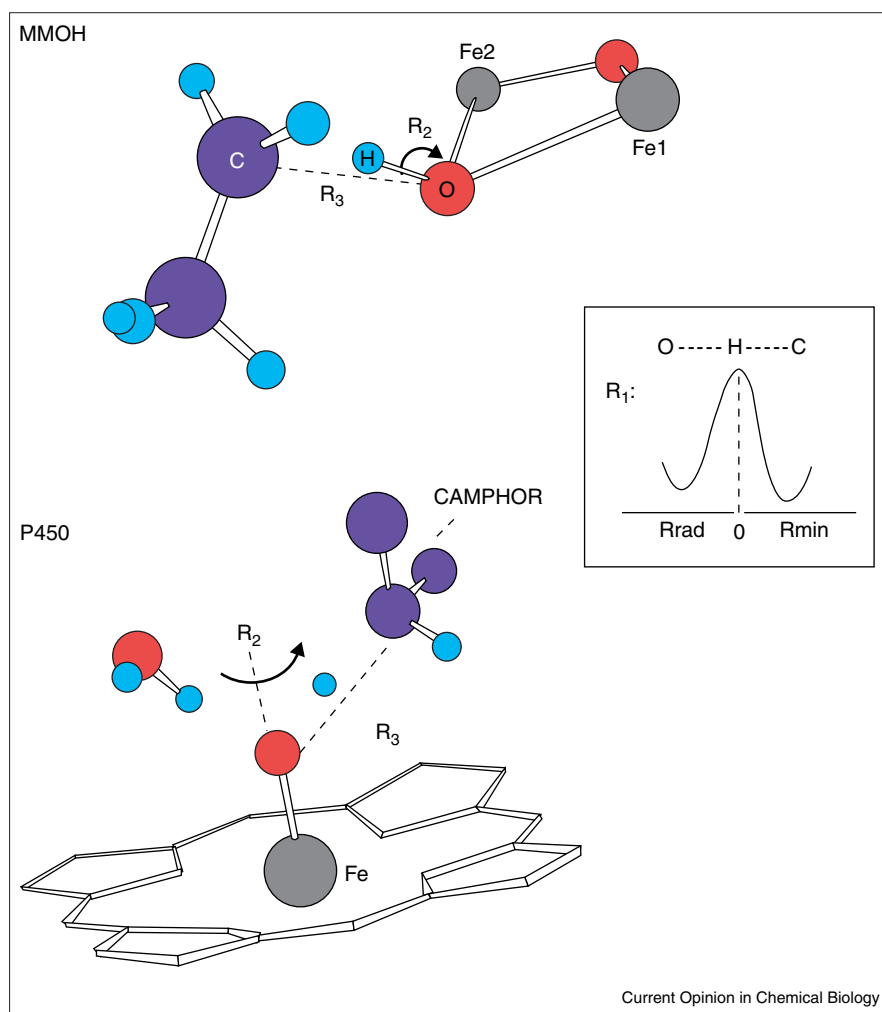 MMOH
Fe2
Fe1
R2
H
C
O
R3
O ----- H ----- C
R1:
Rrad 0 Rmin
CAMPHOR
P450
R2
R3
Fe
Current Opinion in Chemical Biology